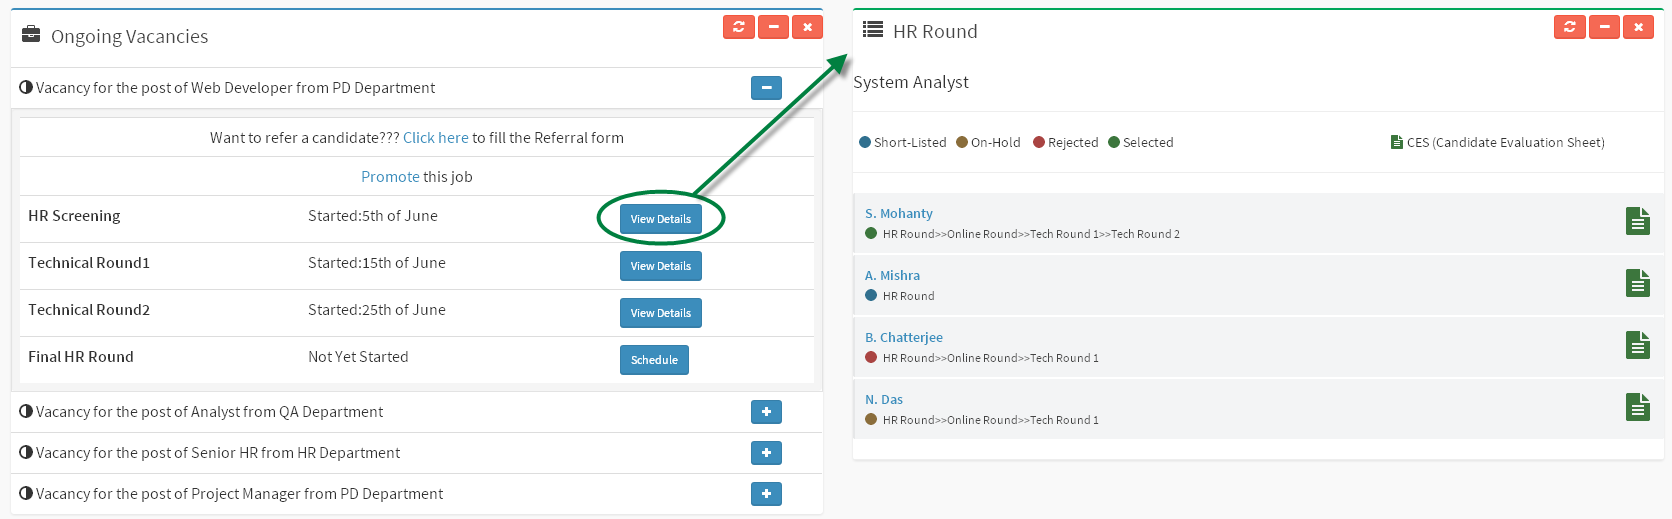 Ongoing Vacancies
Vacancy for the post of Web Developer from PD Department
Want to refer a candidate??? Click here to fill the Referral form
Promote this job
HR Screening Started:5th of June View Details
Technical Round1 Started:15th of June View Details
Technical Round2 Started:25th of June View Details
Final HR Round Not Yet Started Schedule
Vacancy for the post of Analyst from QA Department
Vacancy for the post of Senior HR from HR Department
Vacancy for the post of Project Manager from PD Department
HR Round
System Analyst
Short-Listed On-Hold Rejected Selected CES (Candidate Evaluation Sheet)
S. Mohanty
HR Round>>Online Round>>Tech Round 1>>Tech Round 2
A. Mishra
HR Round
B. Chatterjee
HR Round>>Online Round>>Tech Round 1
N. Das
HR Round>>Online Round>>Tech Round 1